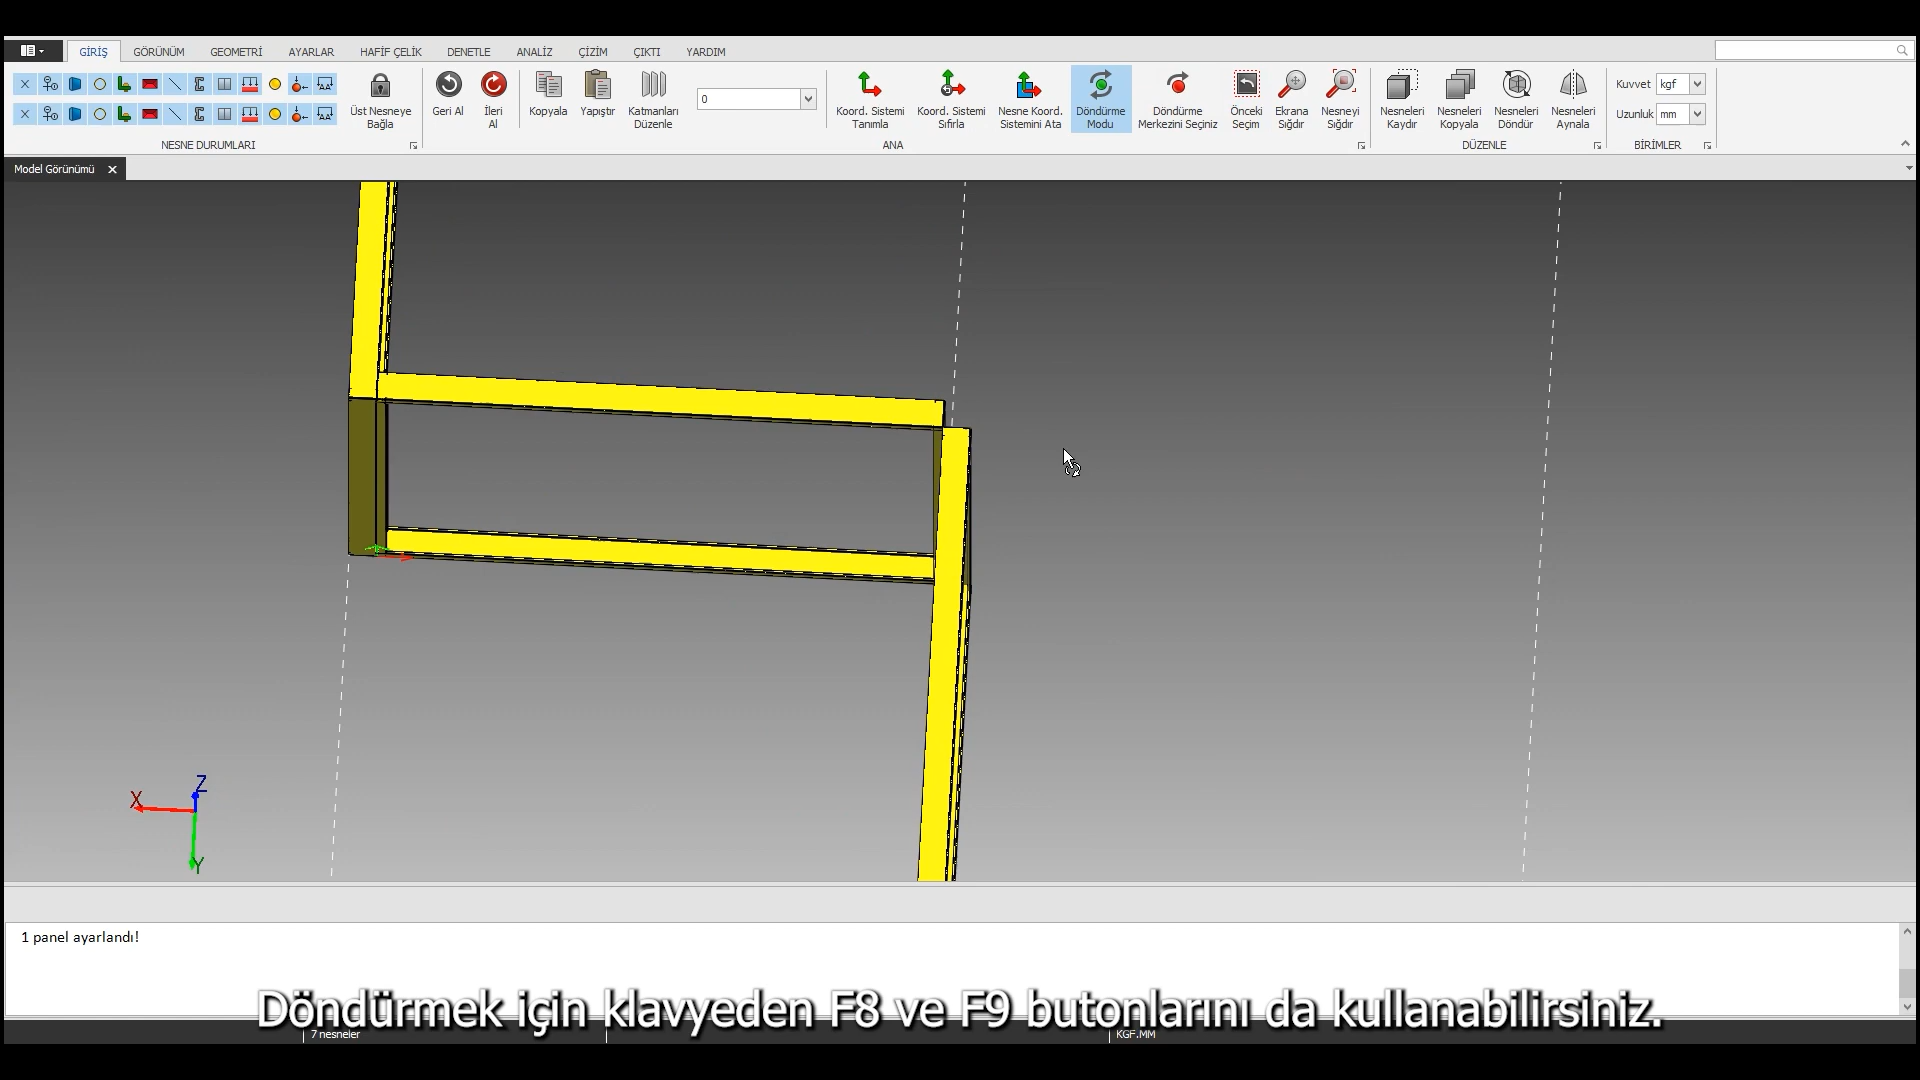 GİRİŞ GÖRÜNÜM GEOMETRİ AYARLAR HAFİF ÇELİK DENETLE ANALİZ ÇİZİM ÇIKTI YARDIM
Üst Nesneye Bağla
NESNE DURUMLARI
Geri Al
İleri Al
Kopyala
Yapıştır
Katmanları Düzenle
0
Koord. Sistemi Tanımla
Koord. Sistemi Sıfırla
Nesne Koord. Sistemini Ata
Döndürme Modu
Döndürme Merkezini Seçiniz
Önceki Seçim
Ekrana Sığdır
Nesneyi Sığdır
ANA
Nesneleri Kaydır
Nesneleri Kopyala
Nesneleri Döndür
Nesneleri Aynala
DÜZENLE
Kuvvet kgf
Uzunluk mm
BİRİMLER
Model Görünümü
X
Z
Y
1 panel ayarlandı!
Döndürmek için klavyeden F8 ve F9 butonlarını da kullanabilirsiniz.
7 nesneler
KGF.MM